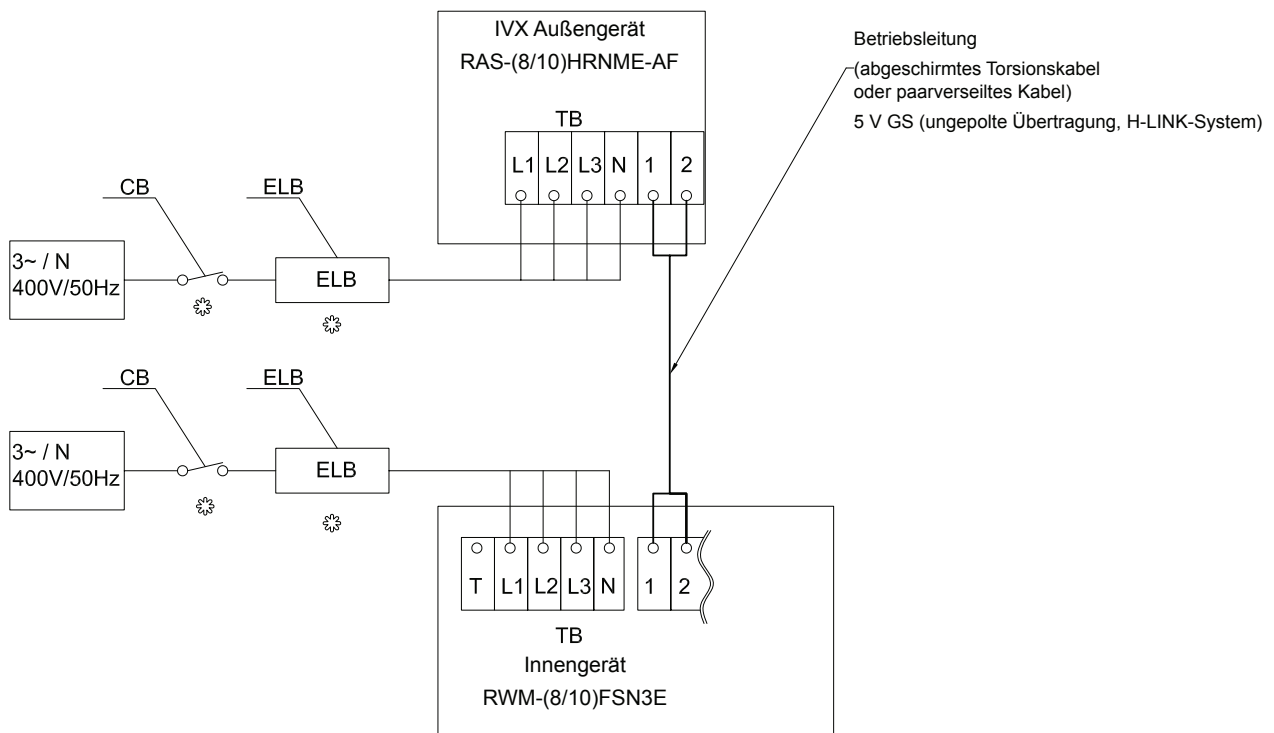 IVX Außengerät
RAS-(8/10)HRNME-AF
TB
L1 L2 L3 N 1 2
Betriebsleitung
(abgeschirmtes Torsionskabel
oder paarverseiltes Kabel)
5 V GS (ungepolte Übertragung, H-LINK-System)
CB ELB
3~ / N
400V/50Hz
ELB
CB ELB
3~ / N
400V/50Hz
ELB
T L1 L2 L3 N 1 2
TB
Innengerät
RWM-(8/10)FSN3E